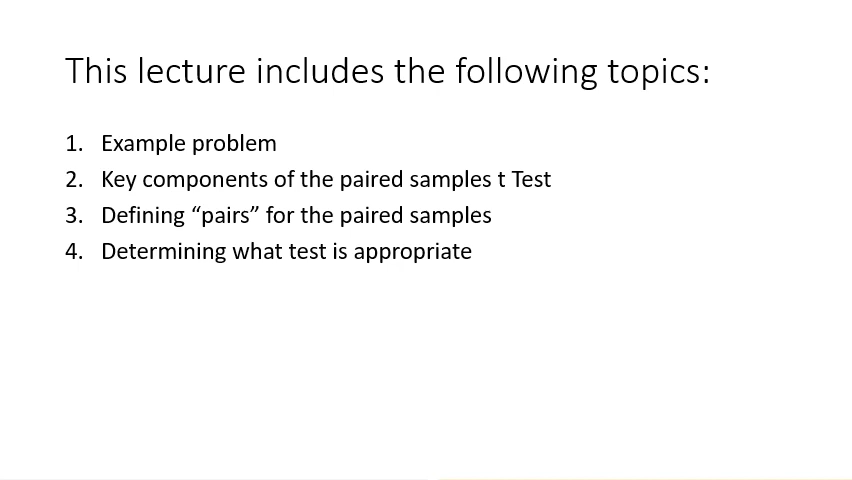 This lecture includes the following topics:
1. Example problem
2. Key components of the paired samples t Test
3. Defining “pairs” for the paired samples
4. Determining what test is appropriate